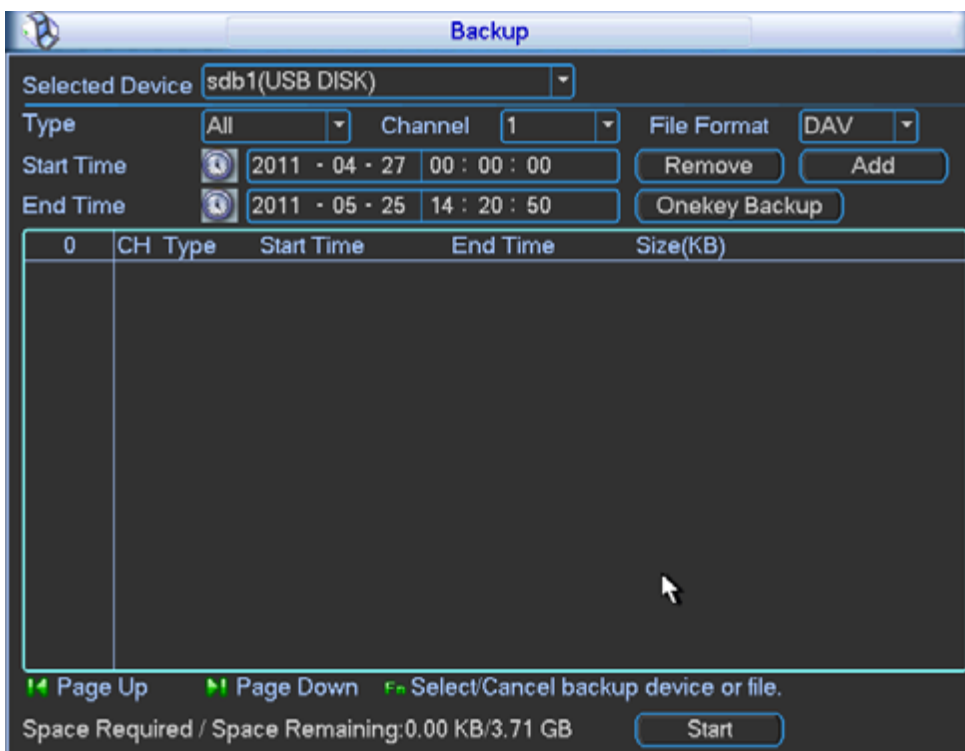 Backup
Selected Device sdb1(USB DISK)
Type All Channel 1 File Format DAV
Start Time 2011 - 04 - 27 00 : 00 : 00 Remove Add
End Time 2011 - 05 - 25 14 : 20 : 50 Onekey Backup
0 CH Type Start Time End Time Size(KB)
Page Up Page Down Fn Select/Cancel backup device or file.
Space Required / Space Remaining:0.00 KB/3.71 GB Start